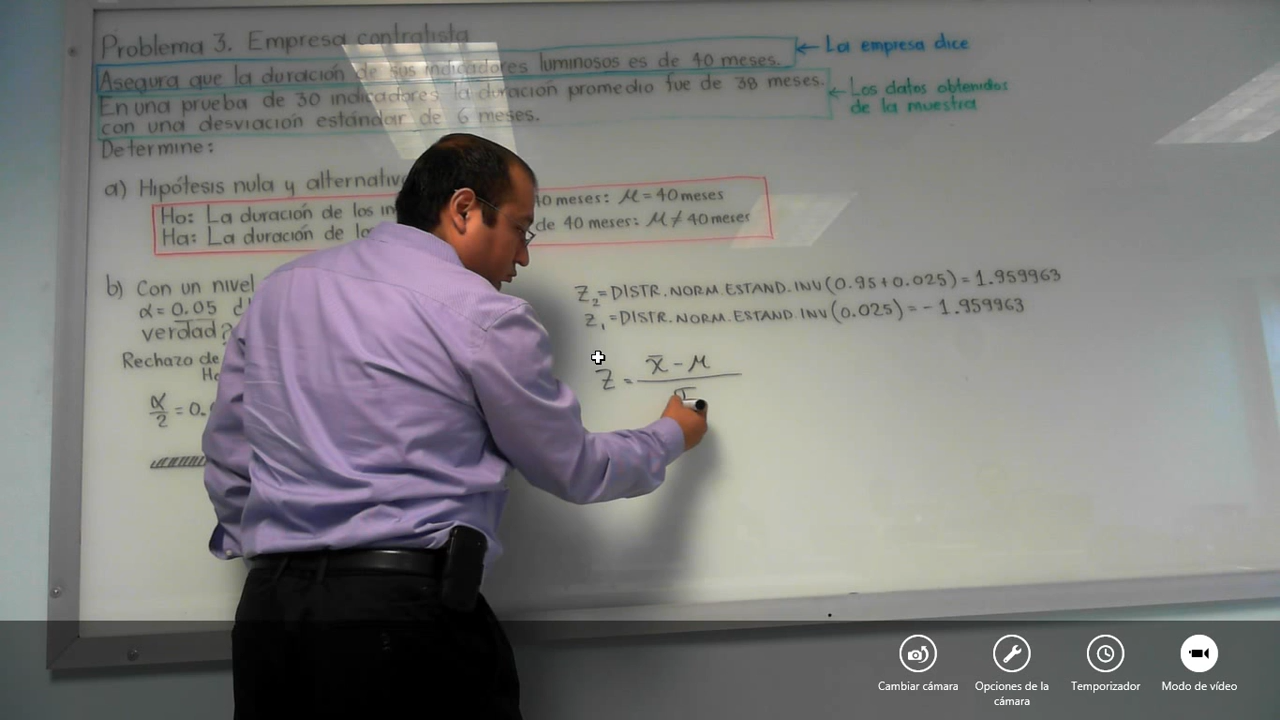 Problema 3. Empresa contratista
Asegura que la duración de sus indicadores luminosos es de 40 meses. ← La empresa dice
En una prueba de 30 indicadores la duración promedio fue de 38 meses. ← Los datos obtenidos
con una desviación estándar de 6 meses. de la muestra
Determine:
a) Hipótesis nula y alternativ
Ho: La duración de los in 40 meses: μ = 40 meses
Ha: La duración de lo de 40 meses: μ ≠ 40 meses
b) Con un nivel
α = 0.05 d
verdad?
Rechazo de
Ho
α/2 = 0.0
Z₂ = DISTR.NORM.ESTAND.INV(0.95+0.025) = 1.959963
Z₁ = DISTR.NORM.ESTAND.INV(0.025) = - 1.959963
Z = x̄ - μ
Cambiar cámara
Opciones de la
cámara
Temporizador
Modo de vídeo